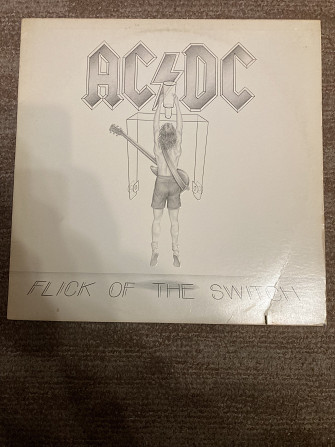 AC⚡DC
FLICK OF THE SWITCH